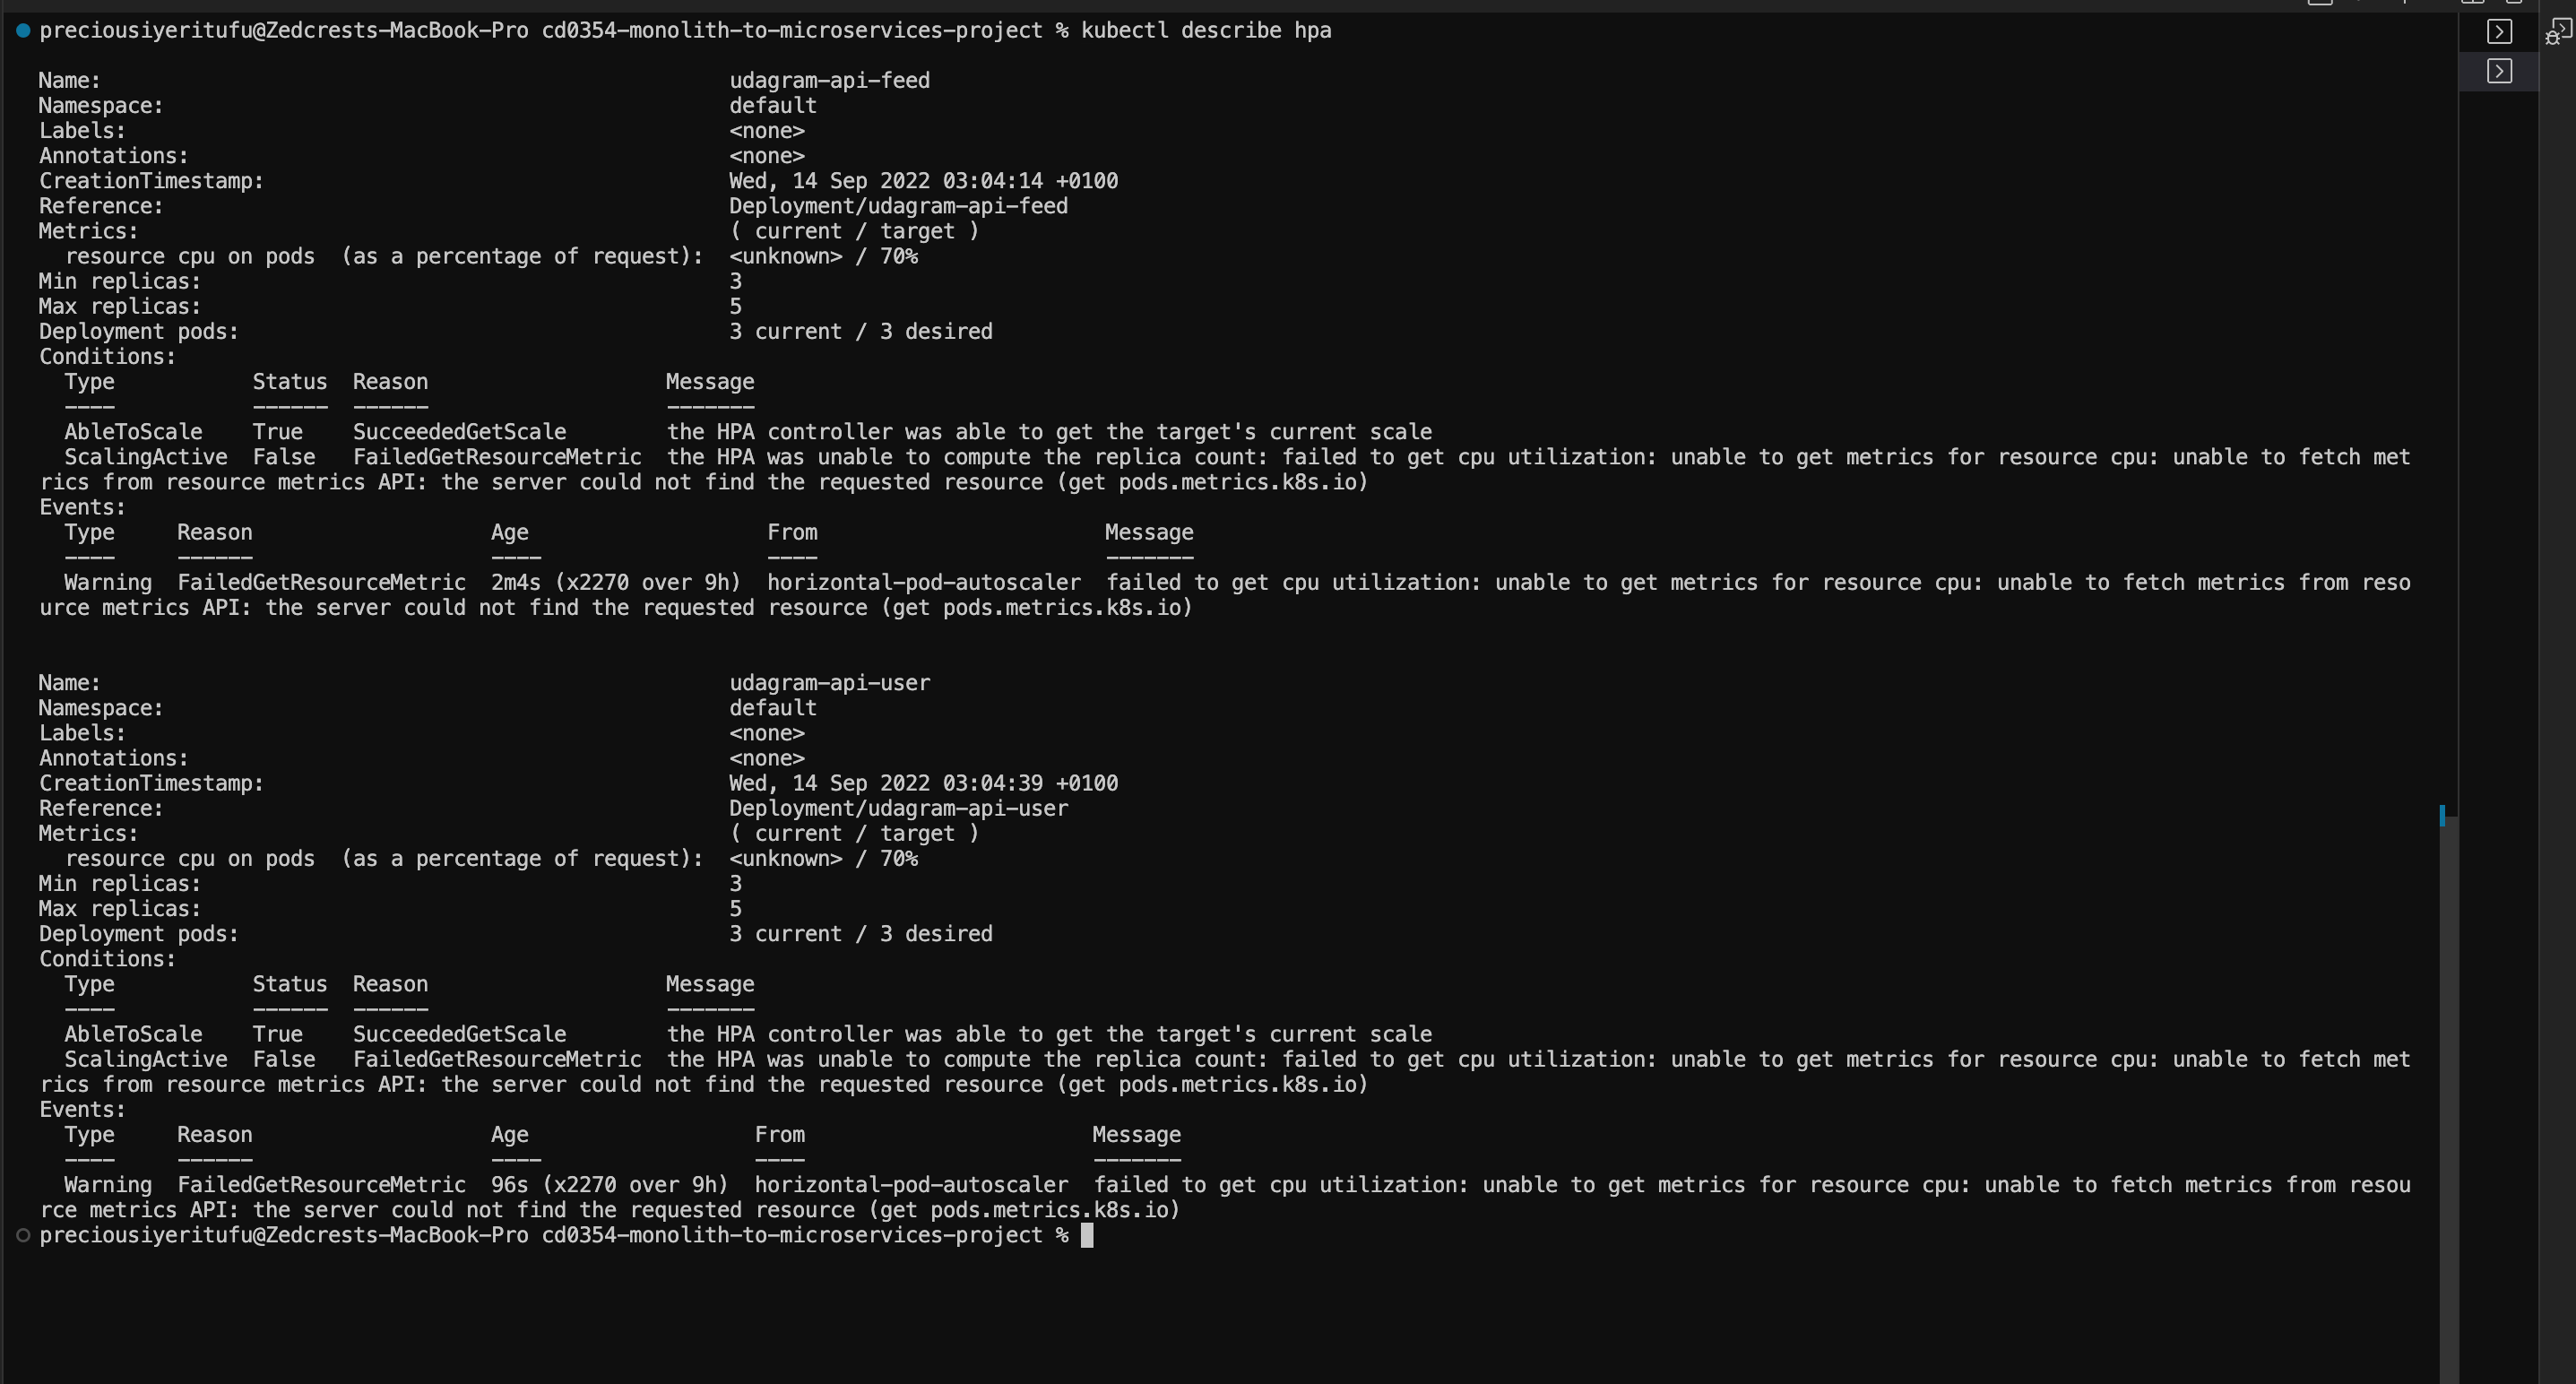 preciousiyeritufu@Zedcrests-MacBook-Pro cd0354-monolith-to-microservices-project % kubectl describe hpa
Name: udagram-api-feed
Namespace: default
Labels: <none>
Annotations: <none>
CreationTimestamp: Wed, 14 Sep 2022 03:04:14 +0100
Reference: Deployment/udagram-api-feed
Metrics: ( current / target )
resource cpu on pods (as a percentage of request): <unknown> / 70%
Min replicas: 3
Max replicas: 5
Deployment pods: 3 current / 3 desired
Conditions:
Type Status Reason Message
---- ------ ------ -------
AbleToScale True SucceededGetScale the HPA controller was able to get the target's current scale
ScalingActive False FailedGetResourceMetric the HPA was unable to compute the replica count: failed to get cpu utilization: unable to get metrics for resource cpu: unable to fetch met
rics from resource metrics API: the server could not find the requested resource (get pods.metrics.k8s.io)
Events:
Type Reason Age From Message
---- ------ ---- ---- -------
Warning FailedGetResourceMetric 2m4s (x2270 over 9h) horizontal-pod-autoscaler failed to get cpu utilization: unable to get metrics for resource cpu: unable to fetch metrics from reso
urce metrics API: the server could not find the requested resource (get pods.metrics.k8s.io)
Name: udagram-api-user
Namespace: default
Labels: <none>
Annotations: <none>
CreationTimestamp: Wed, 14 Sep 2022 03:04:39 +0100
Reference: Deployment/udagram-api-user
Metrics: ( current / target )
resource cpu on pods (as a percentage of request): <unknown> / 70%
Min replicas: 3
Max replicas: 5
Deployment pods: 3 current / 3 desired
Conditions:
Type Status Reason Message
---- ------ ------ -------
AbleToScale True SucceededGetScale the HPA controller was able to get the target's current scale
ScalingActive False FailedGetResourceMetric the HPA was unable to compute the replica count: failed to get cpu utilization: unable to get metrics for resource cpu: unable to fetch met
rics from resource metrics API: the server could not find the requested resource (get pods.metrics.k8s.io)
Events:
Type Reason Age From Message
---- ------ ---- ---- -------
Warning FailedGetResourceMetric 96s (x2270 over 9h) horizontal-pod-autoscaler failed to get cpu utilization: unable to get metrics for resource cpu: unable to fetch metrics from resou
rce metrics API: the server could not find the requested resource (get pods.metrics.k8s.io)
preciousiyeritufu@Zedcrests-MacBook-Pro cd0354-monolith-to-microservices-project %